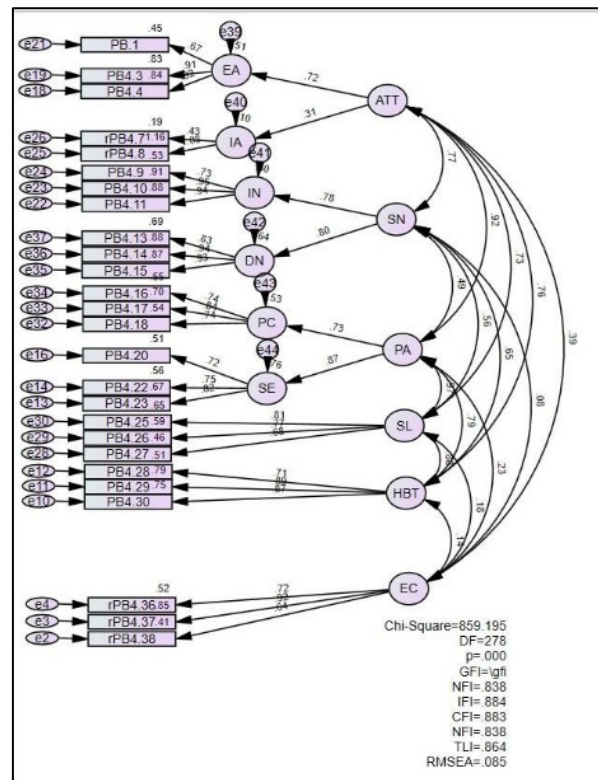 .45
e39
e21 PB.1 .67 .51
.83 EA
e19 PB4.3 .84 .91 .72
e18 PB4.4
ATT
e40
.19 .31
.10
e26 rPB4.7 1.16 .43 IA
e25 rPB4.8 .53 e41 .77
e24 PB4.9 .91 .73
e23 PB4.10 .88 IN .78
e22 PB4.11 .94 SN
e42 .92
.69 .80 .73
e37 PB4.13 .88 .83 .64 .76
e36 PB4.14 .87 DN
e35 PB4.15 .93 .49 .39
.55 e43
e34 PB4.16 .70 .74 .53 .56
e33 PB4.17 .54 PC .65
e32 PB4.18 .74 .73 .08
.51 e44 PA
e16 PB4.20 .76
.72 .87
.56 SE
e14 PB4.22 .67 .75
e13 PB4.23 .65 .79
e30 PB4.25 .59 .81 SL
e29 PB4.26 .46 .23
e28 PB4.27 .51 .68
e12 PB4.28 .79 .71 .18
e11 PB4.29 .75 HBT
e10 PB4.30 .87
.14
.52 EC
e4 rPB4.36 .85 .72
e3 rPB4.37 .41
e2 rPB4.38 .64
Chi-Square=859.195
DF=278
p=.000
GFI=\gfi
NFI=.838
IFI=.884
CFI=.883
NFI=.838
TLI=.864
RMSEA=.085